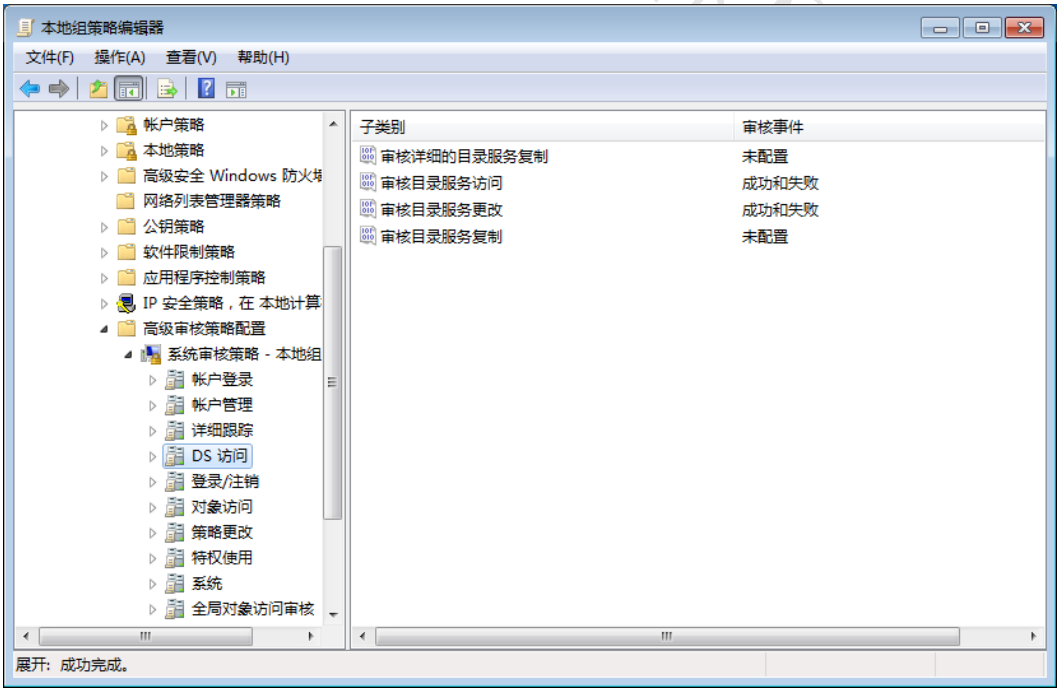 本地组策略编辑器
文件(F) 操作(A) 查看(V) 帮助(H)
帐户策略
本地策略
高级安全 Windows 防火墙
网络列表管理器策略
公钥策略
软件限制策略
应用程序控制策略
IP 安全策略，在 本地计算
高级审核策略配置
系统审核策略 - 本地组
帐户登录
帐户管理
详细跟踪
DS 访问
登录/注销
对象访问
策略更改
特权使用
系统
全局对象访问审核
子类别 审核事件
审核详细的目录服务复制 未配置
审核目录服务访问 成功和失败
审核目录服务更改 成功和失败
审核目录服务复制 未配置
展开: 成功完成。